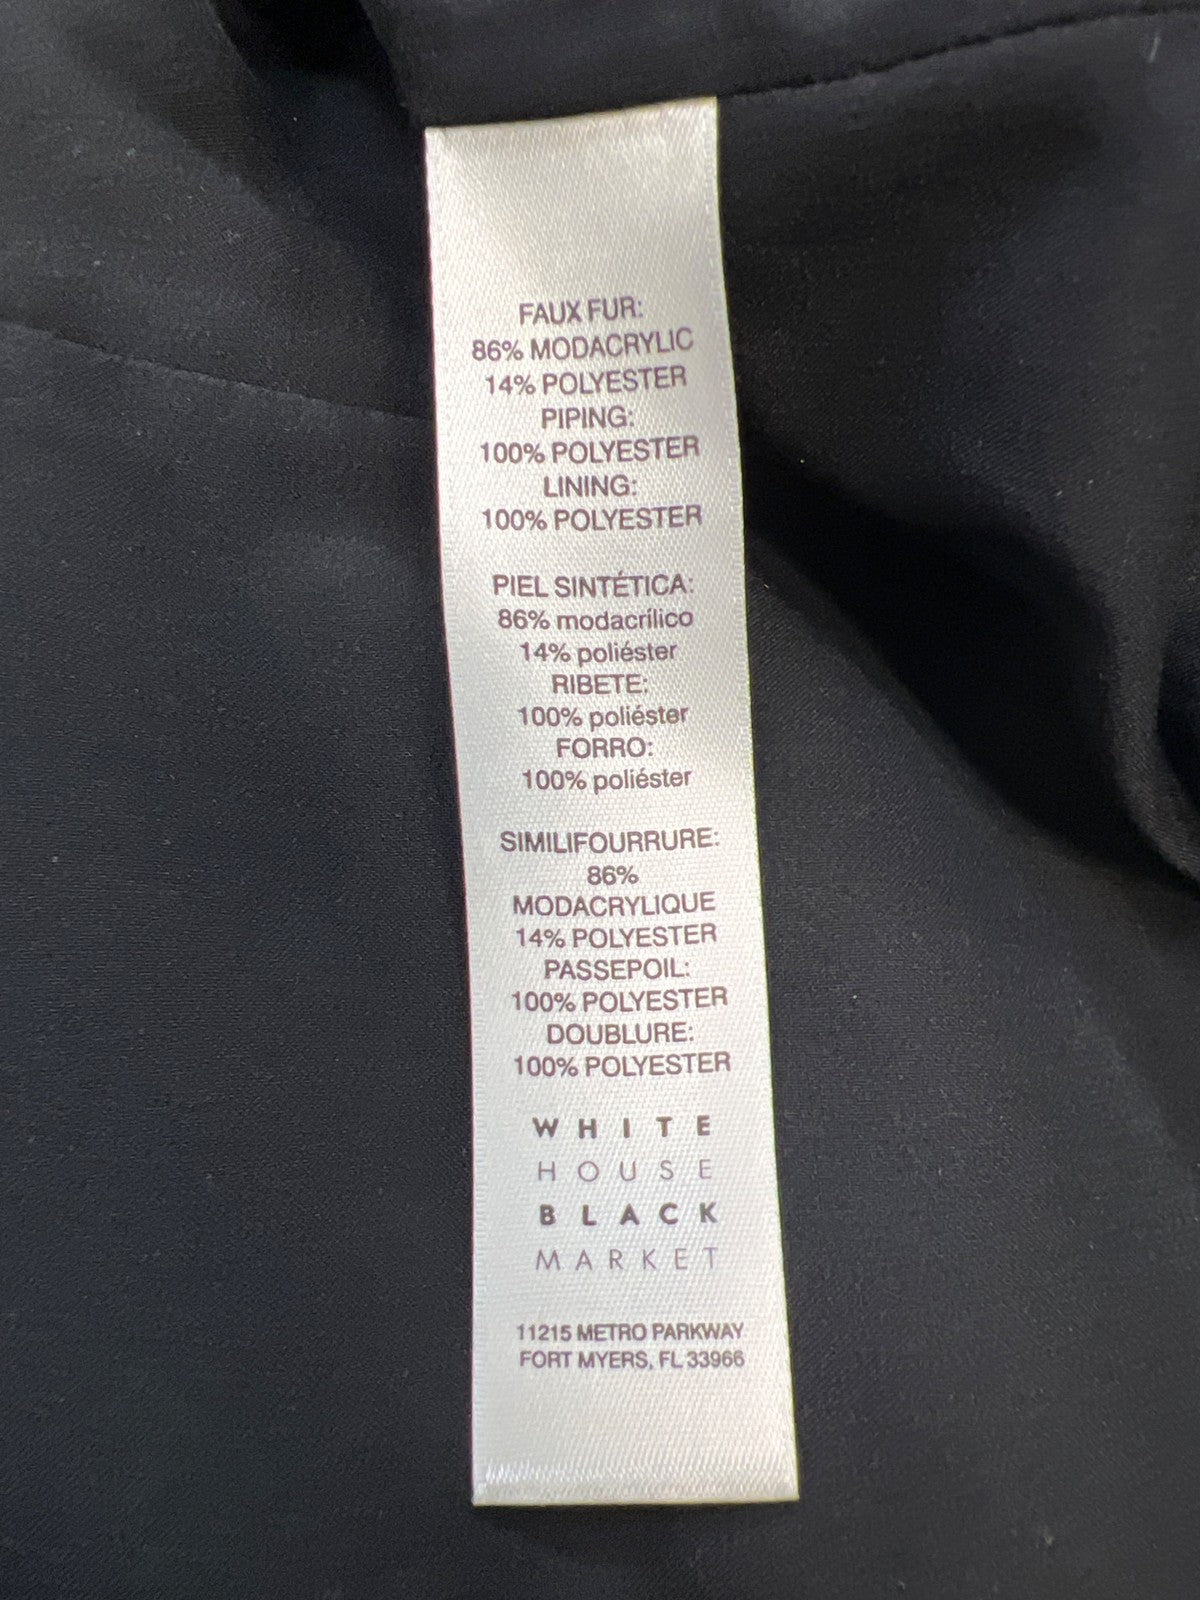 FAUX FUR:
86% MODACRYLIC
14% POLYESTER
PIPING:
100% POLYESTER
LINING:
100% POLYESTER
PIEL SINTÉTICA:
86% modacrílico
14% poliéster
RIBETE:
100% poliéster
FORRO:
100% poliéster
SIMILIFOURRURE:
86%
MODACRYLIQUE
14% POLYESTER
PASSEPOIL:
100% POLYESTER
DOUBLURE:
100% POLYESTER
WHITE
HOUSE
BLACK
MARKET
11215 METRO PARKWAY
FORT MYERS, FL 33966